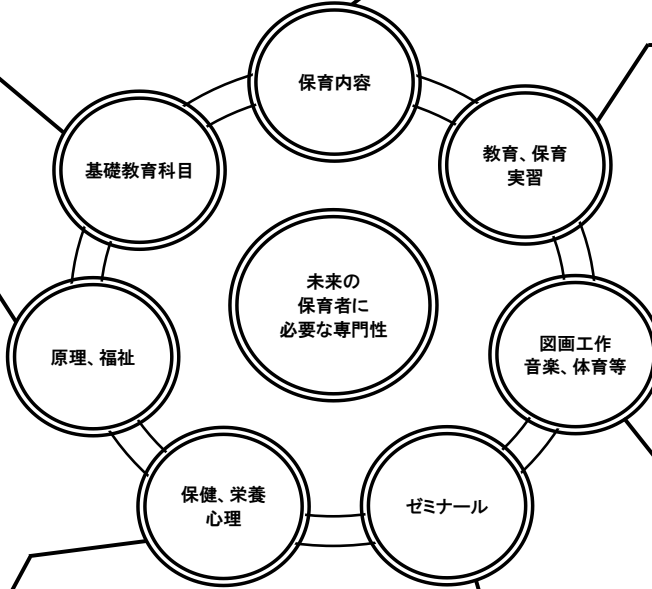 保育内容
基礎教育科目
教育、保育
実習
未来の
保育者に
必要な専門性
原理、福祉
図画工作
音楽、体育等
保健、栄養
心理
ゼミナール